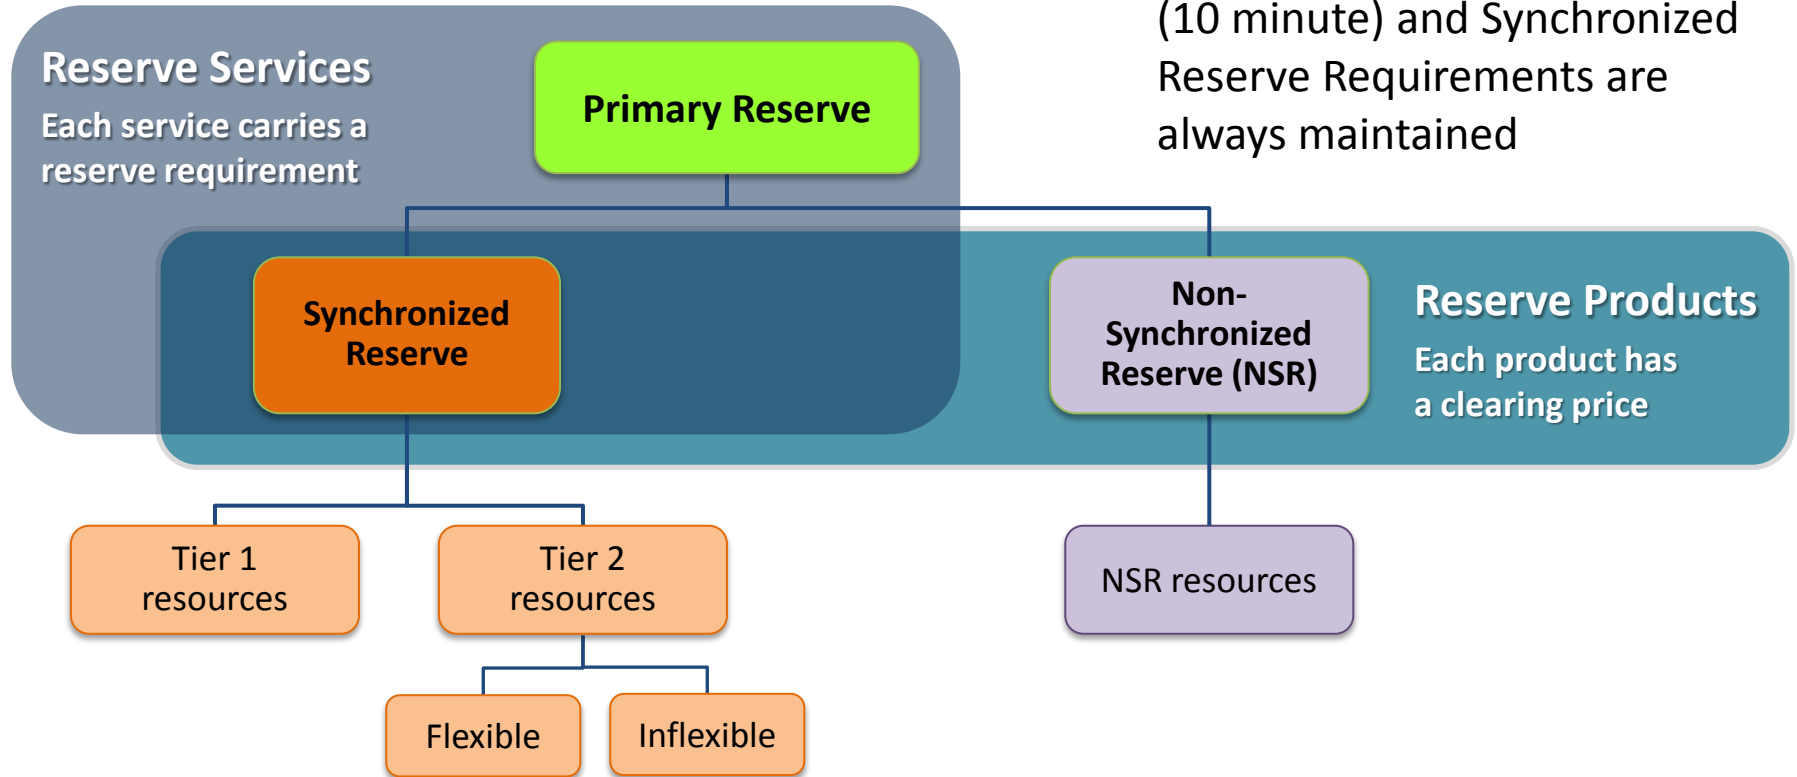 (10 minute) and Synchronized
Reserve Requirements are
always maintained
Reserve Services
Each service carries a
reserve requirement
Primary Reserve
Synchronized
Reserve
Non-
Synchronized
Reserve (NSR)
Reserve Products
Each product has
a clearing price
Tier 1
resources
Tier 2
resources
NSR resources
Flexible
Inflexible